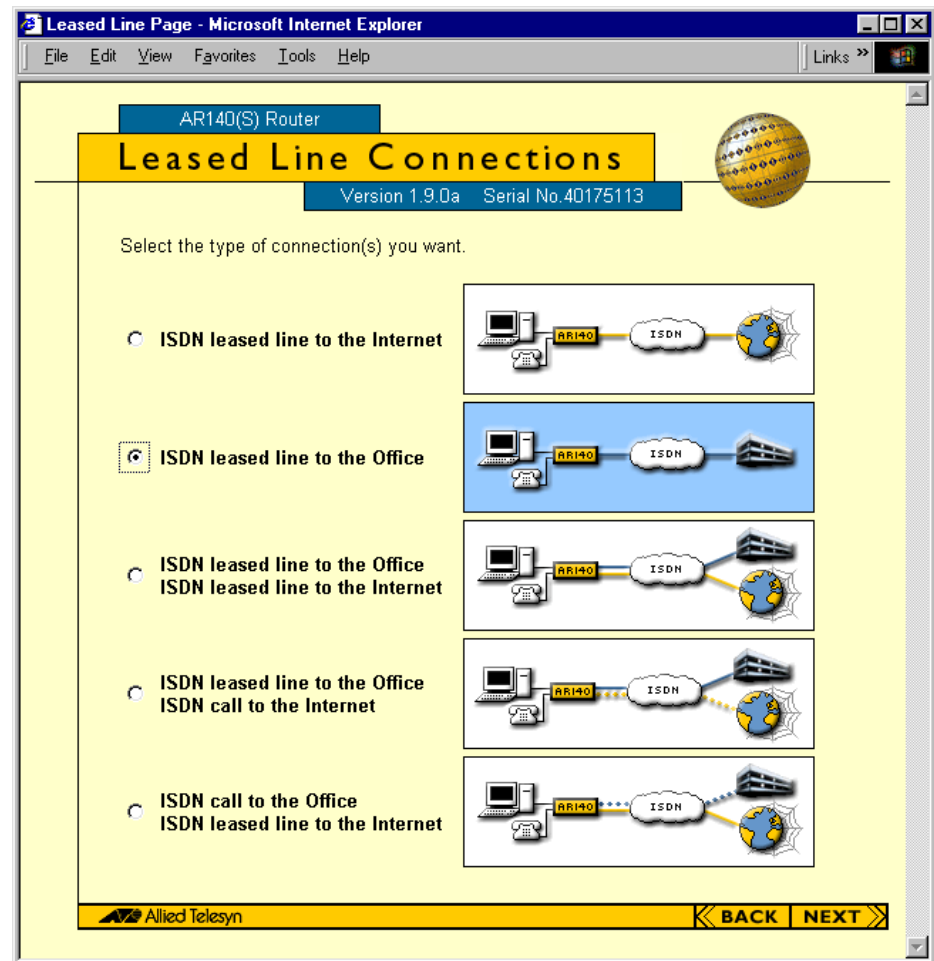 Leased Line Page - Microsoft Internet Explorer
File Edit View Favorites Tools Help Links »
AR140(S) Router
Leased Line Connections
Version 1.9.0a Serial No.40175113
Select the type of connection(s) you want.
ISDN leased line to the Internet
AR140 ISDN
ISDN leased line to the Office
AR140 ISDN
ISDN leased line to the Office
ISDN leased line to the Internet
AR140 ISDN
ISDN leased line to the Office
ISDN call to the Internet
AR140 ISDN
ISDN call to the Office
ISDN leased line to the Internet
AR140 ISDN
Allied Telesyn BACK NEXT